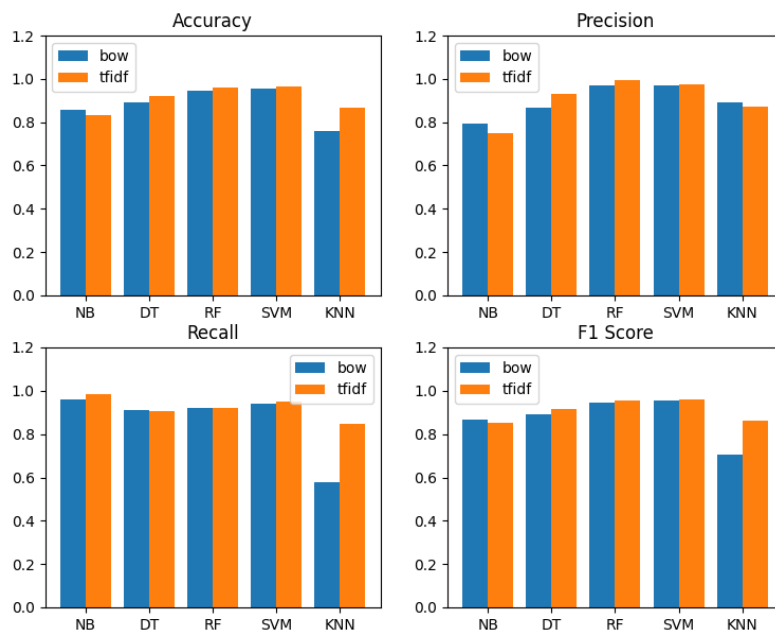 Accuracy
1.2
1.0
0.8
0.6
0.4
0.2
0.0
bow
tfidf
NB DT RF SVM KNN
Precision
1.2
1.0
0.8
0.6
0.4
0.2
0.0
bow
tfidf
NB DT RF SVM KNN
Recall
1.2
1.0
0.8
0.6
0.4
0.2
0.0
bow
tfidf
NB DT RF SVM KNN
F1 Score
1.2
1.0
0.8
0.6
0.4
0.2
0.0
bow
tfidf
NB DT RF SVM KNN